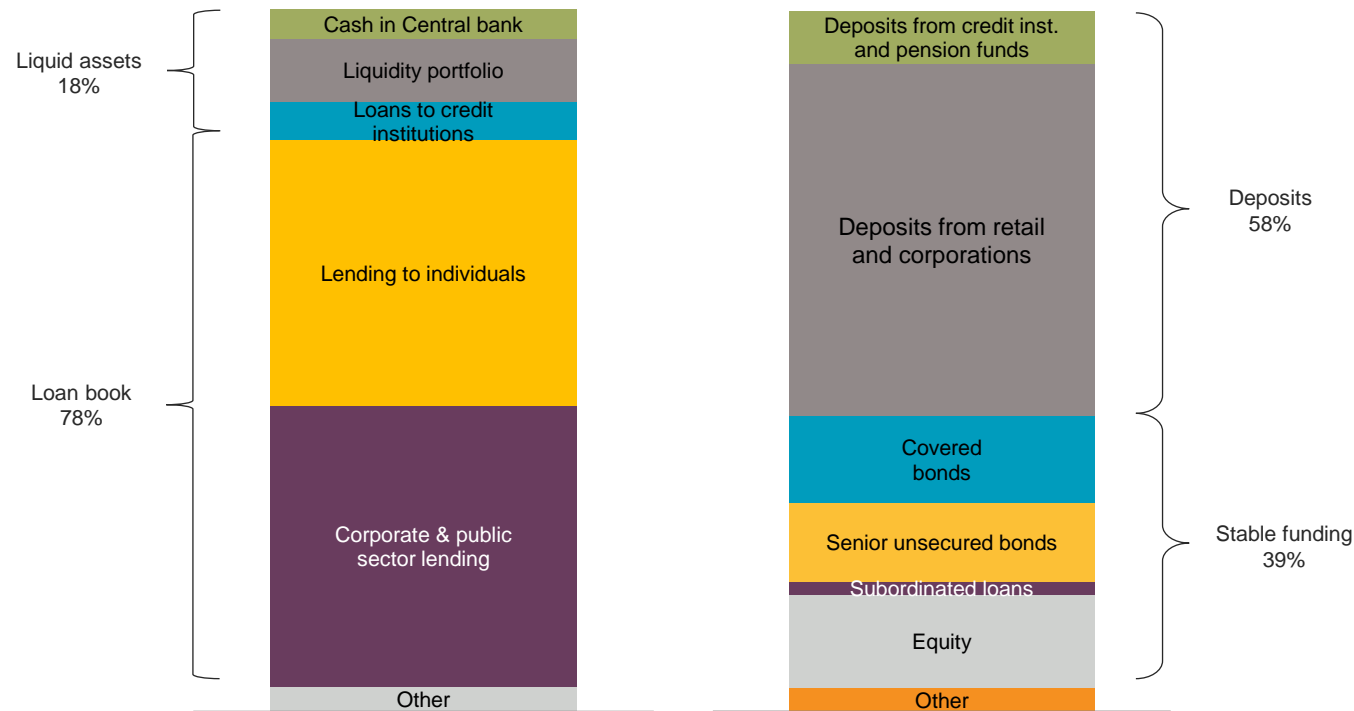 Liquid assets
18%
Loan book
78%
Cash in Central bank
Liquidity portfolio
Loans to credit
institutions
Lending to individuals
Corporate & public
sector lending
Other
Deposits from credit inst.
and pension funds
Deposits from retail
and corporations
Covered
bonds
Senior unsecured bonds
Subordinated loans
Equity
Other
Deposits
58%
Stable funding
39%